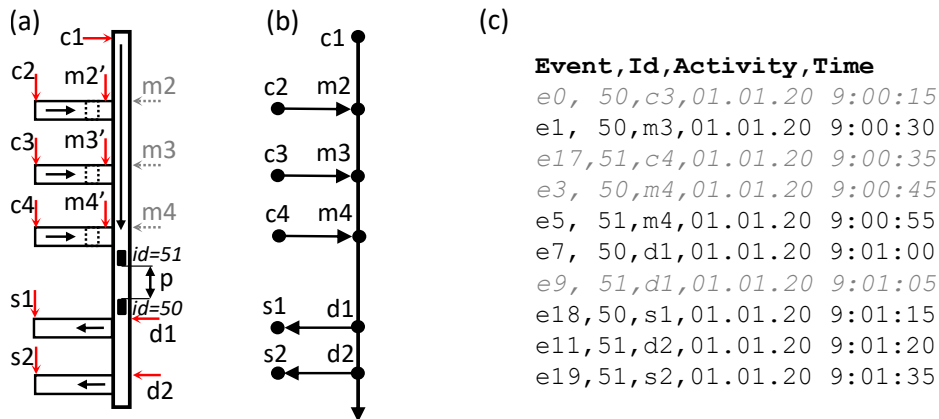 (a)
c1
c2 m2' m2
c3 m3' m3
c4 m4' m4
id=51
p
id=50
s1
d1
s2
d2
(b)
c1
c2 m2
c3 m3
c4 m4
s1 d1
s2 d2
(c)
Event,Id,Activity,Time
e0, 50,c3,01.01.20 9:00:15
e1, 50,m3,01.01.20 9:00:30
e17,51,c4,01.01.20 9:00:35
e3, 50,m4,01.01.20 9:00:45
e5, 51,m4,01.01.20 9:00:55
e7, 50,d1,01.01.20 9:01:00
e9, 51,d1,01.01.20 9:01:05
e18,50,s1,01.01.20 9:01:15
e11,51,d2,01.01.20 9:01:20
e19,51,s2,01.01.20 9:01:35